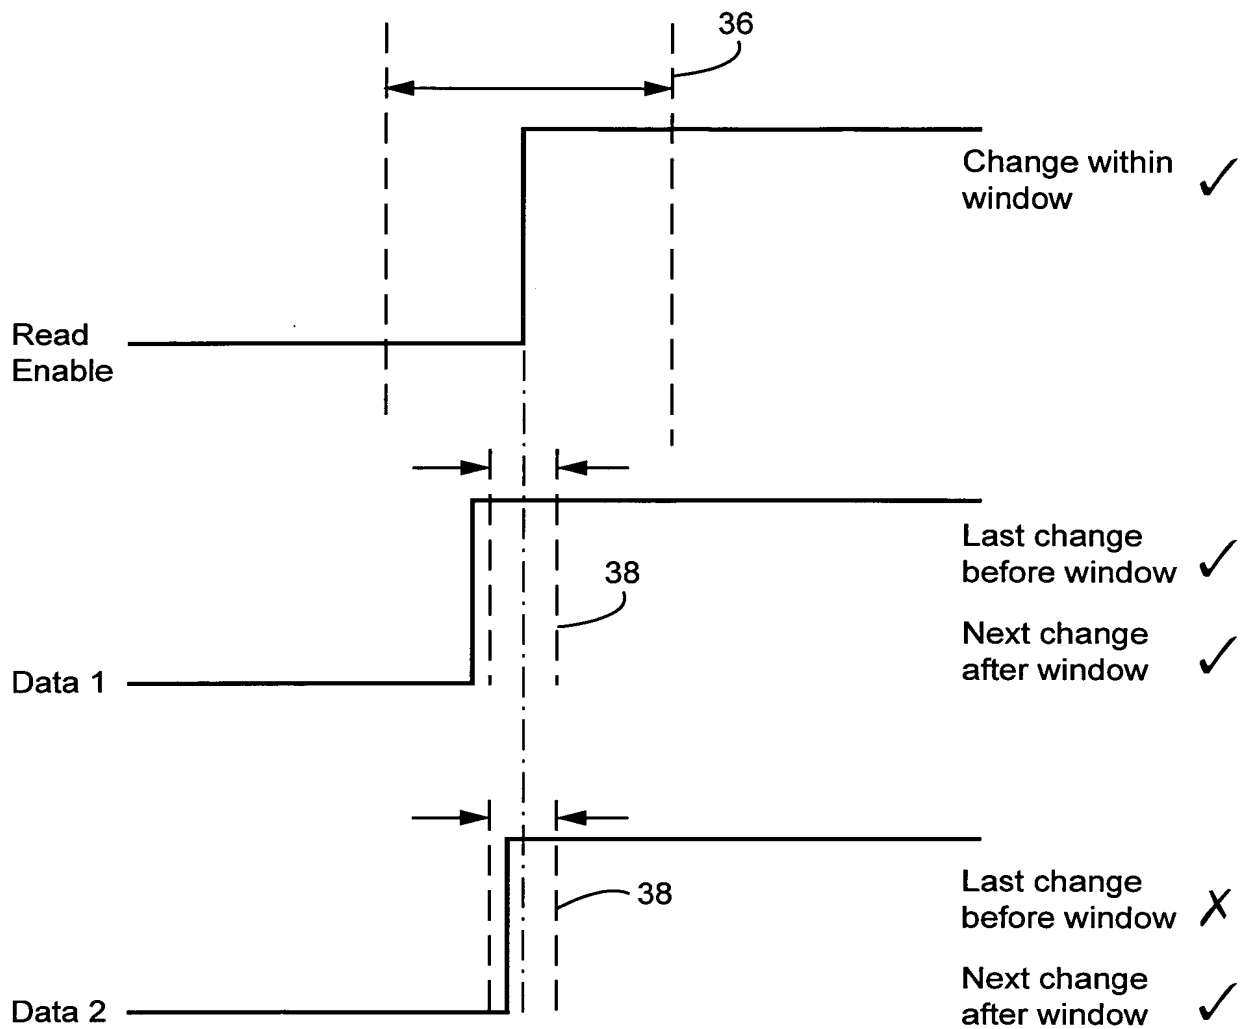 36
Change within
window ✓
Read
Enable
Last change
before window ✓
38
Next change
after window ✓
Data 1
Last change
before window ✗
38
Next change
after window ✓
Data 2